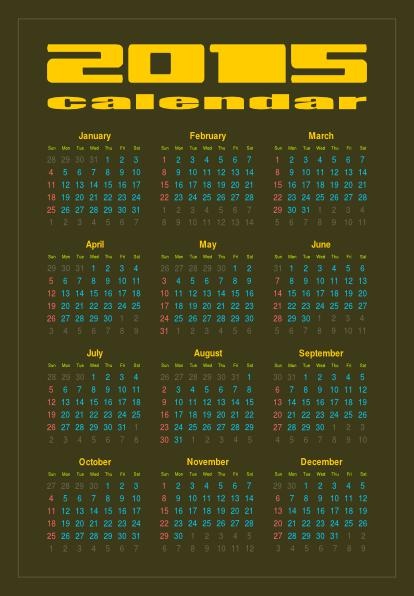 2015
calendar
January
Sun Mon Tue Wed Thu Fri Sat
28 29 30 31 1 2 3
4 5 6 7 8 9 10
11 12 13 14 15 16 17
18 19 20 21 22 23 24
25 26 27 28 29 30 31
1 2 3 4 5 6 7
February
Sun Mon Tue Wed Thu Fri Sat
1 2 3 4 5 6 7
8 9 10 11 12 13 14
15 16 17 18 19 20 21
22 23 24 25 26 27 28
1 2 3 4 5 6 7
8 9 10 11 12 13 14
March
Sun Mon Tue Wed Thu Fri Sat
1 2 3 4 5 6 7
8 9 10 11 12 13 14
15 16 17 18 19 20 21
22 23 24 25 26 27 28
29 30 31 1 2 3 4
5 6 7 8 9 10 11
April
Sun Mon Tue Wed Thu Fri Sat
29 30 31 1 2 3 4
5 6 7 8 9 10 11
12 13 14 15 16 17 18
19 20 21 22 23 24 25
26 27 28 29 30 1 2
3 4 5 6 7 8 9
May
Sun Mon Tue Wed Thu Fri Sat
26 27 28 29 30 1 2
3 4 5 6 7 8 9
10 11 12 13 14 15 16
17 18 19 20 21 22 23
24 25 26 27 28 29 30
31 1 2 3 4 5 6
June
Sun Mon Tue Wed Thu Fri Sat
31 1 2 3 4 5 6
7 8 9 10 11 12 13
14 15 16 17 18 19 20
21 22 23 24 25 26 27
28 29 30 1 2 3 4
5 6 7 8 9 10 11
July
Sun Mon Tue Wed Thu Fri Sat
28 29 30 1 2 3 4
5 6 7 8 9 10 11
12 13 14 15 16 17 18
19 20 21 22 23 24 25
26 27 28 29 30 31 1
2 3 4 5 6 7 8
August
Sun Mon Tue Wed Thu Fri Sat
26 27 28 29 30 31 1
2 3 4 5 6 7 8
9 10 11 12 13 14 15
16 17 18 19 20 21 22
23 24 25 26 27 28 29
30 31 1 2 3 4 5
September
Sun Mon Tue Wed Thu Fri Sat
30 31 1 2 3 4 5
6 7 8 9 10 11 12
13 14 15 16 17 18 19
20 21 22 23 24 25 26
27 28 29 30 1 2 3
4 5 6 7 8 9 10
October
Sun Mon Tue Wed Thu Fri Sat
27 28 29 30 1 2 3
4 5 6 7 8 9 10
11 12 13 14 15 16 17
18 19 20 21 22 23 24
25 26 27 28 29 30 31
1 2 3 4 5 6 7
November
Sun Mon Tue Wed Thu Fri Sat
1 2 3 4 5 6 7
8 9 10 11 12 13 14
15 16 17 18 19 20 21
22 23 24 25 26 27 28
29 30 1 2 3 4 5
6 7 8 9 10 11 12
December
Sun Mon Tue Wed Thu Fri Sat
29 30 1 2 3 4 5
6 7 8 9 10 11 12
13 14 15 16 17 18 19
20 21 22 23 24 25 26
27 28 29 30 31 1 2
3 4 5 6 7 8 9